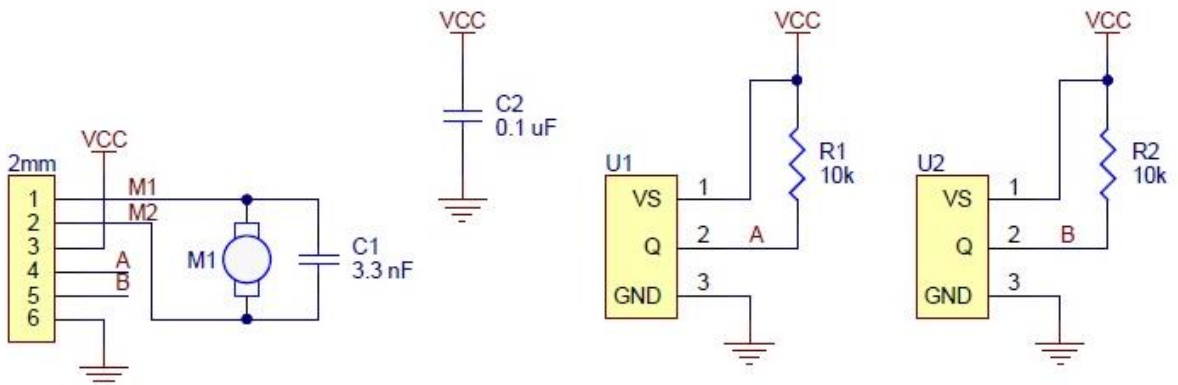 VCC
C2
0.1 uF
VCC
2mm
1
2
3
4
5
6
M1
M2
A
B
M1
C1
3.3 nF
VCC
U1
VS
Q
GND
1
2
3
A
R1
10k
VCC
U2
VS
Q
GND
1
2
3
B
R2
10k